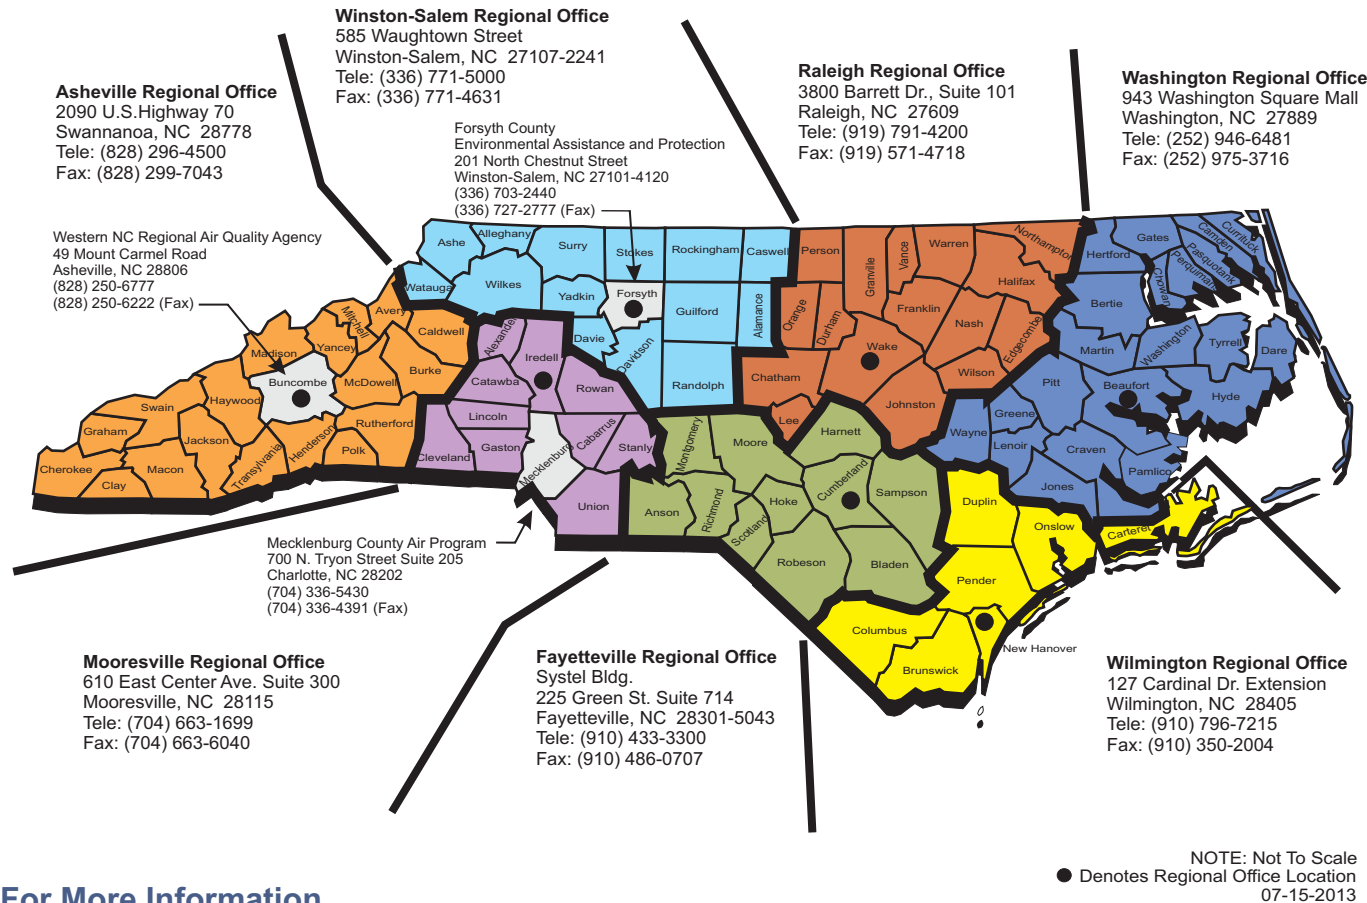 Winston-Salem Regional Office
585 Waughtown Street
Winston-Salem, NC  27107-2241
Tele: (336) 771-5000
Fax: (336) 771-4631
Asheville Regional Office
2090 U.S.Highway 70
Swannanoa, NC  28778
Tele: (828) 296-4500
Fax: (828) 299-7043
Raleigh Regional Office
3800 Barrett Dr., Suite 101
Raleigh, NC  27609
Tele: (919) 791-4200
Fax: (919) 571-4718
Washington Regional Office
943 Washington Square Mall
Washington, NC  27889
Tele: (252) 946-6481
Fax: (252) 975-3716
Forsyth County
Environmental Assistance and Protection
201 North Chestnut Street
Winston-Salem, NC 27101-4120
(336) 703-2440
(336) 727-2777 (Fax)
Western NC Regional Air Quality Agency
49 Mount Carmel Road
Asheville, NC 28806
(828) 250-6777
(828) 250-6222 (Fax)
Cherokee
Graham
Clay
Swain
Macon
Jackson
Haywood
Transylvania
Henderson
Buncombe
Madison
Yancey
Mitchell
Avery
McDowell
Polk
Rutherford
Burke
Caldwell
Watauga
Ashe
Alleghany
Wilkes
Surry
Yadkin
Stokes
Forsyth
Davie
Davidson
Rockingham
Guilford
Randolph
Caswell
Alamance
Alexander
Iredell
Catawba
Rowan
Lincoln
Gaston
Cleveland
Mecklenburg
Cabarrus
Stanly
Union
Person
Orange
Durham
Granville
Vance
Warren
Northampton
Halifax
Franklin
Nash
Edgecombe
Wake
Wilson
Chatham
Lee
Johnston
Montgomery
Moore
Harnett
Anson
Richmond
Scotland
Hoke
Cumberland
Sampson
Robeson
Bladen
Hertford
Gates
Currituck
Camden
Pasquotank
Perquimans
Chowan
Bertie
Martin
Washington
Tyrrell
Dare
Pitt
Beaufort
Hyde
Greene
Wayne
Lenoir
Craven
Pamlico
Jones
Duplin
Onslow
Carteret
Pender
Columbus
Brunswick
New Hanover
Mecklenburg County Air Program
700 N. Tryon Street Suite 205
Charlotte, NC 28202
(704) 336-5430
(704) 336-4391 (Fax)
Mooresville Regional Office
610 East Center Ave. Suite 300
Mooresville, NC  28115
Tele: (704) 663-1699
Fax: (704) 663-6040
Fayetteville Regional Office
Systel Bldg.
225 Green St. Suite 714
Fayetteville, NC  28301-5043
Tele: (910) 433-3300
Fax: (910) 486-0707
Wilmington Regional Office
127 Cardinal Dr. Extension
Wilmington, NC  28405
Tele: (910) 796-7215
Fax: (910) 350-2004
NOTE: Not To Scale
Denotes Regional Office Location
07-15-2013
For More Information